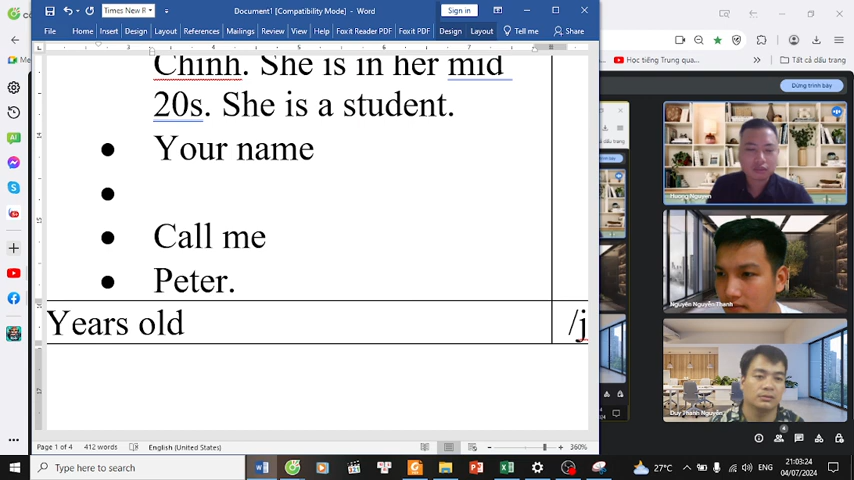 Times New R
Document1 [Compatibility Mode] - Word
Sign in
File Home Insert Design Layout References Mailings Review View Help Foxit Reader PDF Foxit PDF Design Layout Tell me Share
Chinh. She is in her mid
20s. She is a student.
Your name
Call me
Peter.
Years old
/j
Page 1 of 4 412 words English (United States) 360%
Type here to search
27°C ENG
21:03:24
04/07/2024
Học tiếng Trung Quốc...
Tất cả dấu trang
Dừng trình bày
Huong Nguyen
Nguyên Nguyễn Thanh
Duy Thanh Nguyễn
4